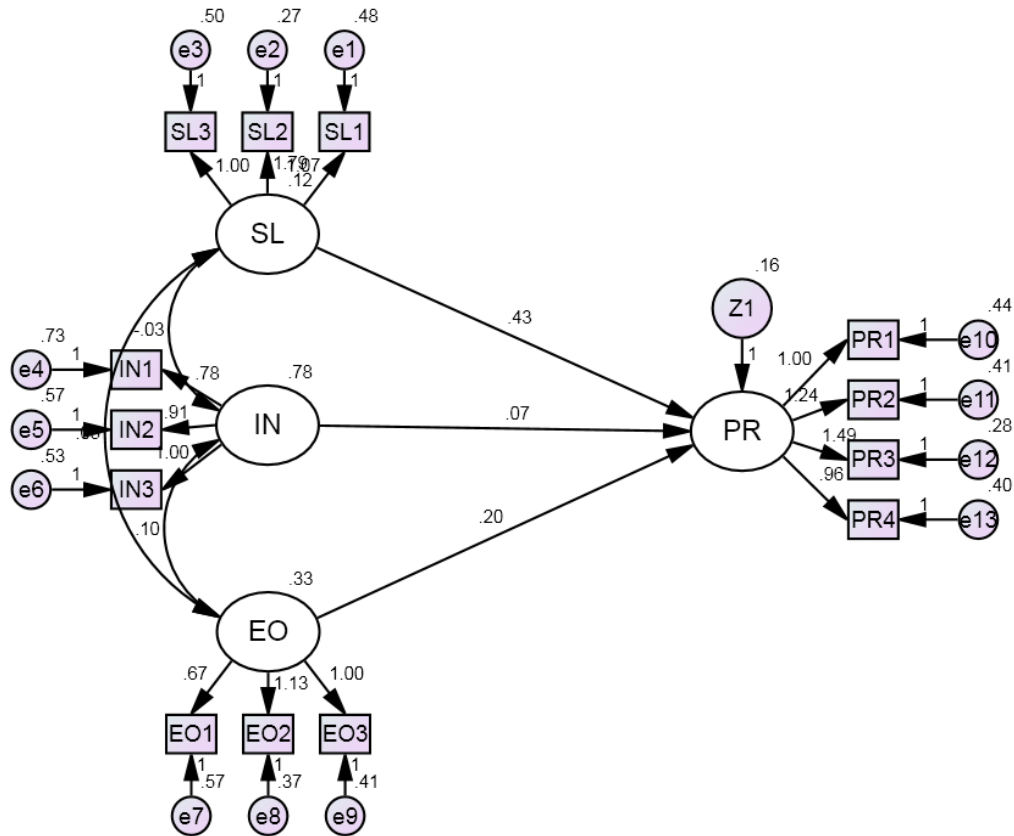 .50 .27 .48
e3 e2 e1
1 1 1
SL3 SL2 SL1
1.00 1.79 1.07
.12
SL
.16
Z1
.43
1
-.03
.73
e4 1 IN1
.78
.78
.57
e5 1 IN2
.91
IN
.07
.53
e6 1 IN3
1.00
.10
PR
1.00 PR1 1 e10 .44
1.24 PR2 1 e11 .41
1.49 PR3 1 e12 .28
.96 PR4 1 e13 .40
.20
.33
EO
.67 1.13 1.00
EO1 EO2 EO3
1 1 1
.57 .37 .41
e7 e8 e9